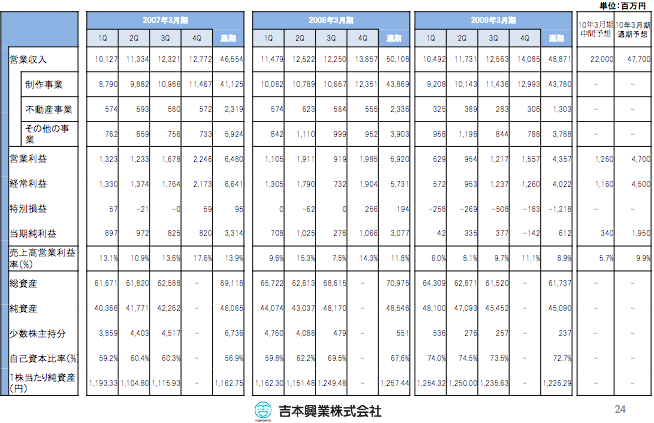 単位:百万円
2007年3月期 2008年3月期 2009年3月期 10年3月期中間予想 10年3月期通期予想
1Q 2Q 3Q 4Q 通期 1Q 2Q 3Q 4Q 通期 1Q 2Q 3Q 4Q 通期
営業収入 10,127 11,334 12,321 12,772 46,554 11,479 12,522 12,250 13,857 50,108 10,492 11,731 12,563 14,085 48,871 22,000 47,700
制作事業 8,790 9,882 10,986 11,467 41,125 10,062 10,789 10,667 12,351 43,869 9,208 10,143 11,436 12,993 43,780 - -
不動産事業 574 593 580 572 2,319 574 623 584 555 2,336 325 389 283 306 1,303 - -
その他の事業 762 859 756 733 5,924 842 1,110 999 952 3,903 958 1,198 844 788 3,788 - -
営業利益 1,323 1,233 1,678 2,246 6,480 1,105 1,911 919 1,985 5,920 629 954 1,217 1,557 4,357 1,260 4,700
経常利益 1,330 1,374 1,764 2,173 6,641 1,305 1,790 732 1,904 5,731 572 953 1,237 1,260 4,022 1,160 4,500
特別損益 57 -21 -0 59 95 0 -62 0 256 194 -258 -269 -508 -183 -1,218 - -
当期純利益 697 972 825 820 3,314 708 1,025 278 1,066 3,077 42 335 377 -142 612 340 1,950
売上高営業利益率(%) 13.1% 10.9% 13.6% 17.6% 13.9% 9.6% 15.3% 7.5% 14.3% 11.8% 6.0% 8.1% 9.7% 11.1% 8.9% 5.7% 9.9%
総資産 61,671 61,820 62,588 - 69,118 65,722 62,613 68,615 - 70,975 64,309 62,871 61,520 - 61,737 - -
純資産 40,366 41,771 42,262 - 46,065 44,074 43,037 48,170 - 48,546 48,100 47,093 45,452 - 45,090 - -
少数株主持分 3,859 4,403 4,517 - 6,736 4,760 4,088 479 - 551 536 276 257 - 237 - -
自己資本比率(%) 59.2% 60.4% 60.3% - 56.9% 59.8% 62.2% 69.5% - 67.6% 74.0% 74.5% 73.5% - 72.7% - -
1株当たり純資産(円) 1,193.33 1,104.80 1,115.93 - 1,162.75 1,162.30 1,151.48 1,249.48 - 1,257.44 1,254.32 1,250.00 1,235.63 - 1,226.29 - -
吉本興業株式会社
24